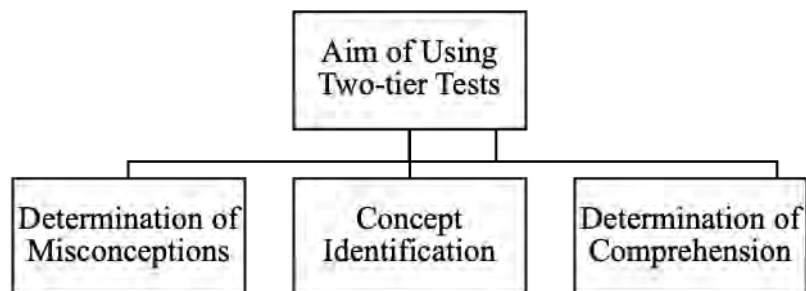 Aim of Using
Two-tier Tests
Determination of
Misconceptions
Concept
Identification
Determination of
Comprehension